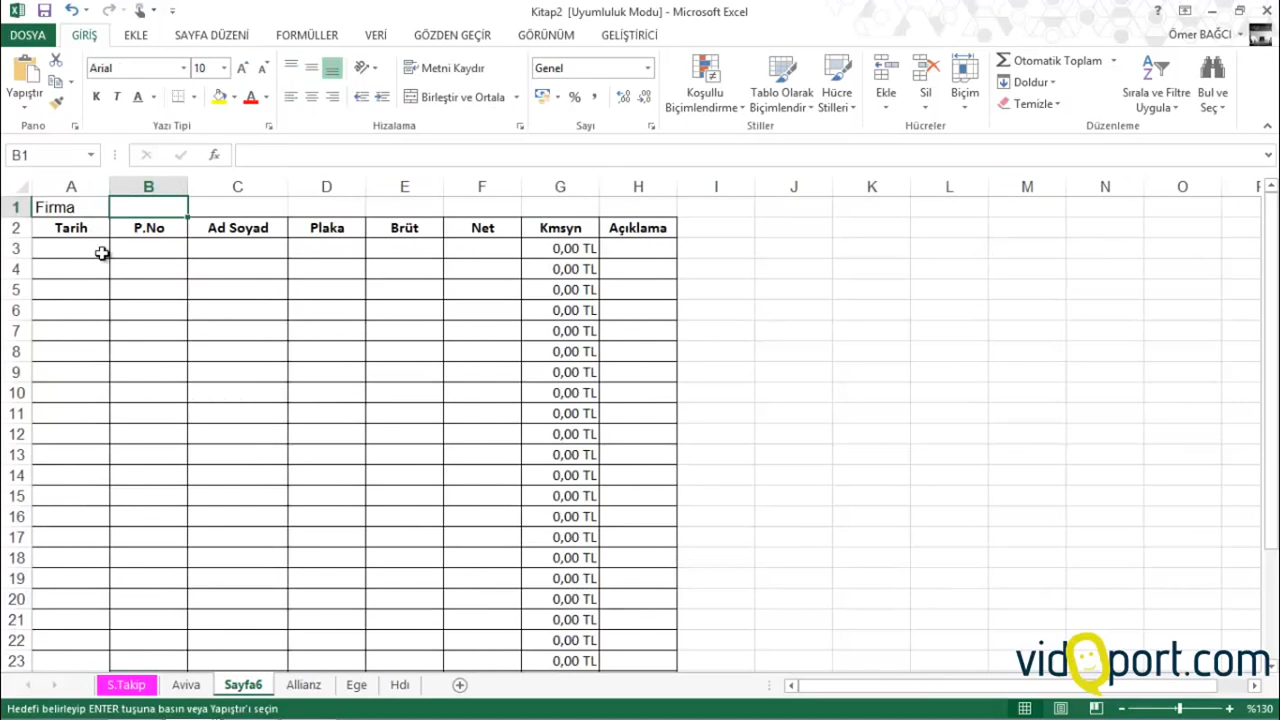 Kitap2 [Uyumluluk Modu] - Microsoft Excel
DOSYA GİRİŞ EKLE SAYFA DÜZENİ FORMÜLLER VERİ GÖZDEN GEÇİR GÖRÜNÜM GELİŞTİRİCİ Ömer BAĞCI
Yapıştır
Arial 10
K T A
Metni Kaydır
Birleştir ve Ortala
Genel
% ,
Koşullu Biçimlendirme
Tablo Olarak Biçimlendir
Hücre Stilleri
Ekle Sil Biçim
Otomatik Toplam
Doldur
Temizle
Sırala ve Filtre Uygula
Bul ve Seç
Pano Yazı Tipi Hizalama Sayı Stiller Hücreler Düzenleme
B1 fx
A B C D E F G H I J K L M N O P
1 Firma
2 Tarih P.No Ad Soyad Plaka Brüt Net Kmsyn Açıklama
3 0,00 TL
4 0,00 TL
5 0,00 TL
6 0,00 TL
7 0,00 TL
8 0,00 TL
9 0,00 TL
10 0,00 TL
11 0,00 TL
12 0,00 TL
13 0,00 TL
14 0,00 TL
15 0,00 TL
16 0,00 TL
17 0,00 TL
18 0,00 TL
19 0,00 TL
20 0,00 TL
21 0,00 TL
22 0,00 TL
23 0,00 TL
vidoport.com
S.Takip Aviva Sayfa6 Allianz Ege Hdı
Hedefi belirleyip ENTER tuşuna basın veya Yapıştır'ı seçin %130